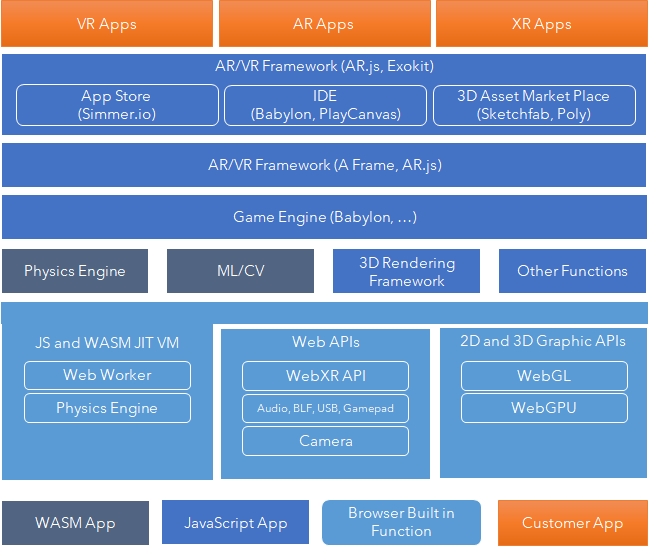 VR Apps
AR Apps
XR Apps
AR/VR Framework (AR.js, Exokit)
App Store
(Simmer.io)
IDE
(Babylon, PlayCanvas)
3D Asset Market Place
(Sketchfab, Poly)
AR/VR Framework (A Frame, AR.js)
Game Engine (Babylon, ...)
Physics Engine
ML/CV
3D Rendering
Framework
Other Functions
JS and WASM JIT VM
Web Worker
Physics Engine
Web APIs
WebXR API
Audio, BLF, USB, Gamepad
Camera
2D and 3D Graphic APIs
WebGL
WebGPU
WASM App
JavaScript App
Browser Built in
Function
Customer App